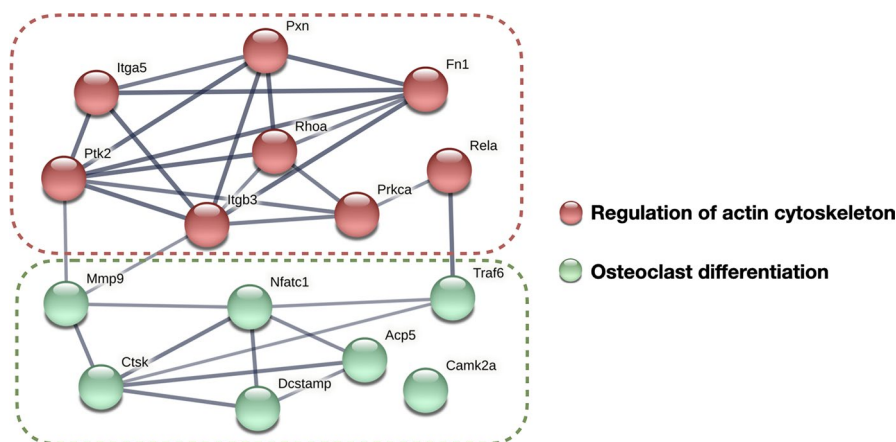 Pxn
Itga5
Fn1
Rhoa
Rela
Ptk2
Prkca
Itgb3
Regulation of actin cytoskeleton
Mmp9
Nfatc1
Traf6
Osteoclast differentiation
Acp5
Ctsk
Camk2a
Dcstamp